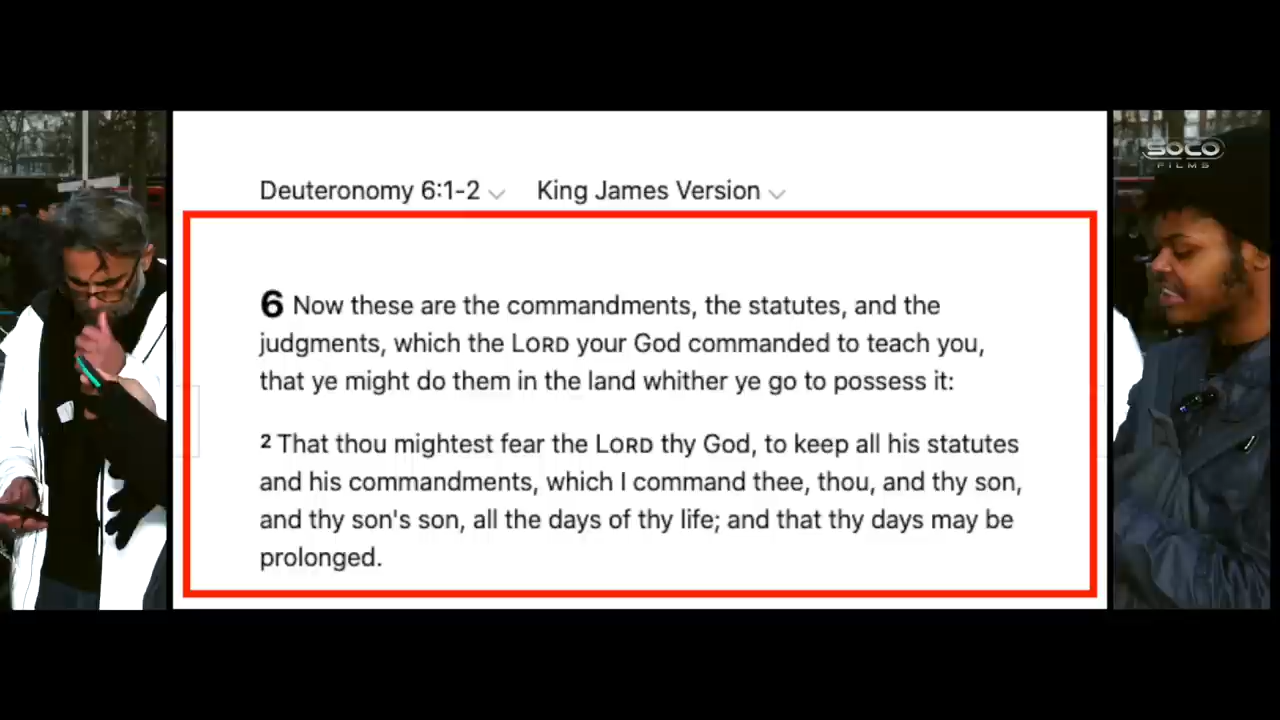 SOCO
FILMS
Deuteronomy 6:1-2 King James Version
6 Now these are the commandments, the statutes, and the
judgments, which the LORD your God commanded to teach you,
that ye might do them in the land whither ye go to possess it:
2 That thou mightest fear the LORD thy God, to keep all his statutes
and his commandments, which I command thee, thou, and thy son,
and thy son's son, all the days of thy life; and that thy days may be
prolonged.